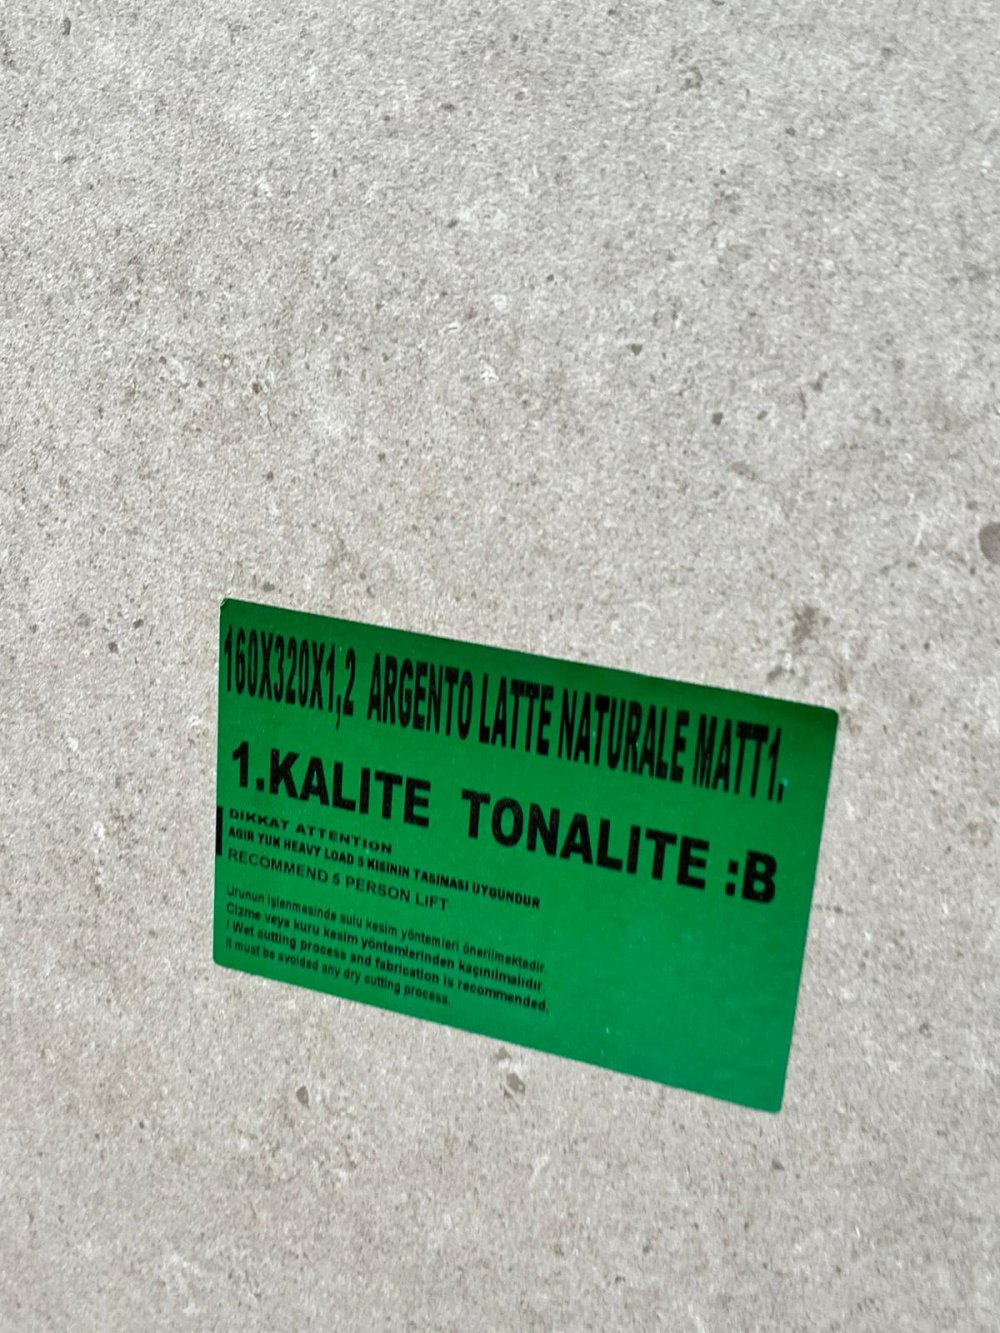 160X320X1,2 ARGENTO LATTE NATURALE MATT1.
1.KALITE TONALITE :B
DIKKAT ATTENTION
AGIR YUK HEAVY LOAD 5 KISININ TASINASI UYGUNDUR
RECOMMEND 5 PERSON LIFT
Urunun işlenmesinde sulu kesim yöntemleri önerilmektedir.
Cizme veya kuru kesim yöntemlerinden kaçınılmalıdır.
/ Wet cutting process and fabrication is recommended,
it must be avoided any dry cutting process.